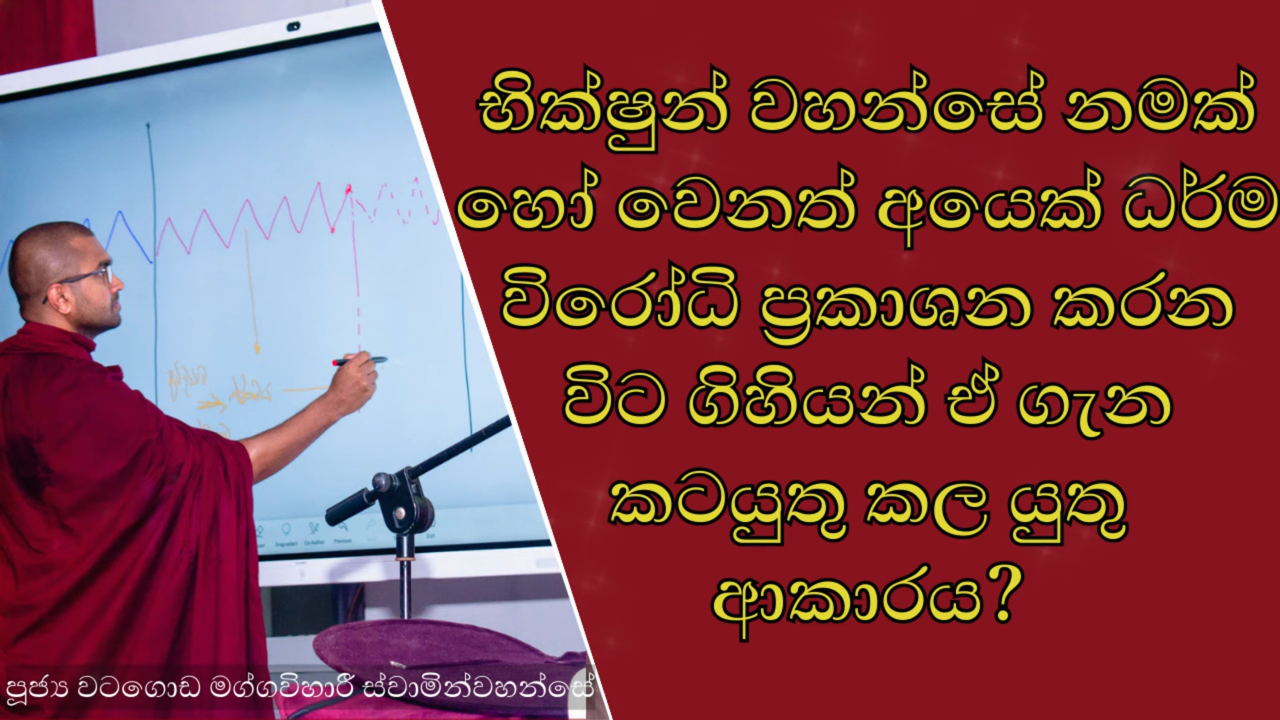 භික්ෂුන් වහන්සේ නමක්
හෝ වෙනත් අයෙක් ධර්ම
විරෝධි ප්‍රකාශන කරන
විට ගිහියන් ඒ ගැන
කටයුතු කල යුතු
ආකාරය?
පූජ්‍ය වටගොඩ මග්ගවිහාරී ස්වාමින්වහන්සේ